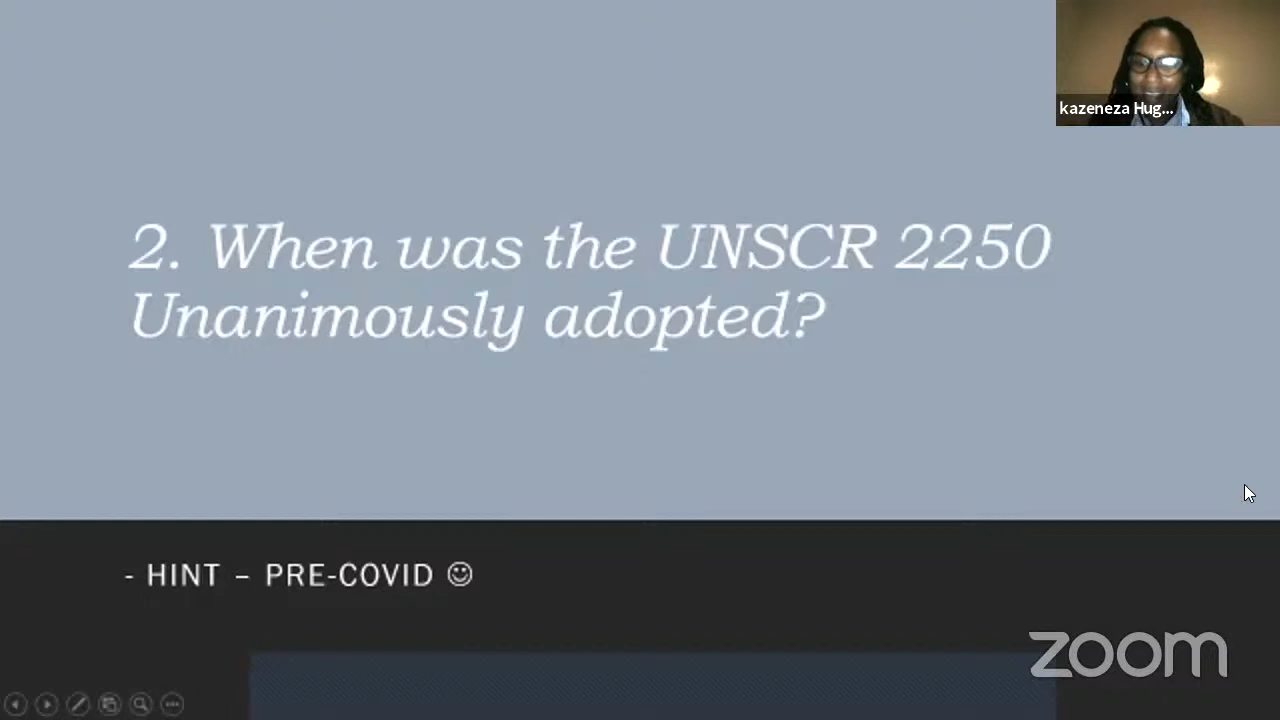 kazeneza Hug...
2. When was the UNSCR 2250
Unanimously adopted?
- HINT – PRE-COVID ☺
zoom